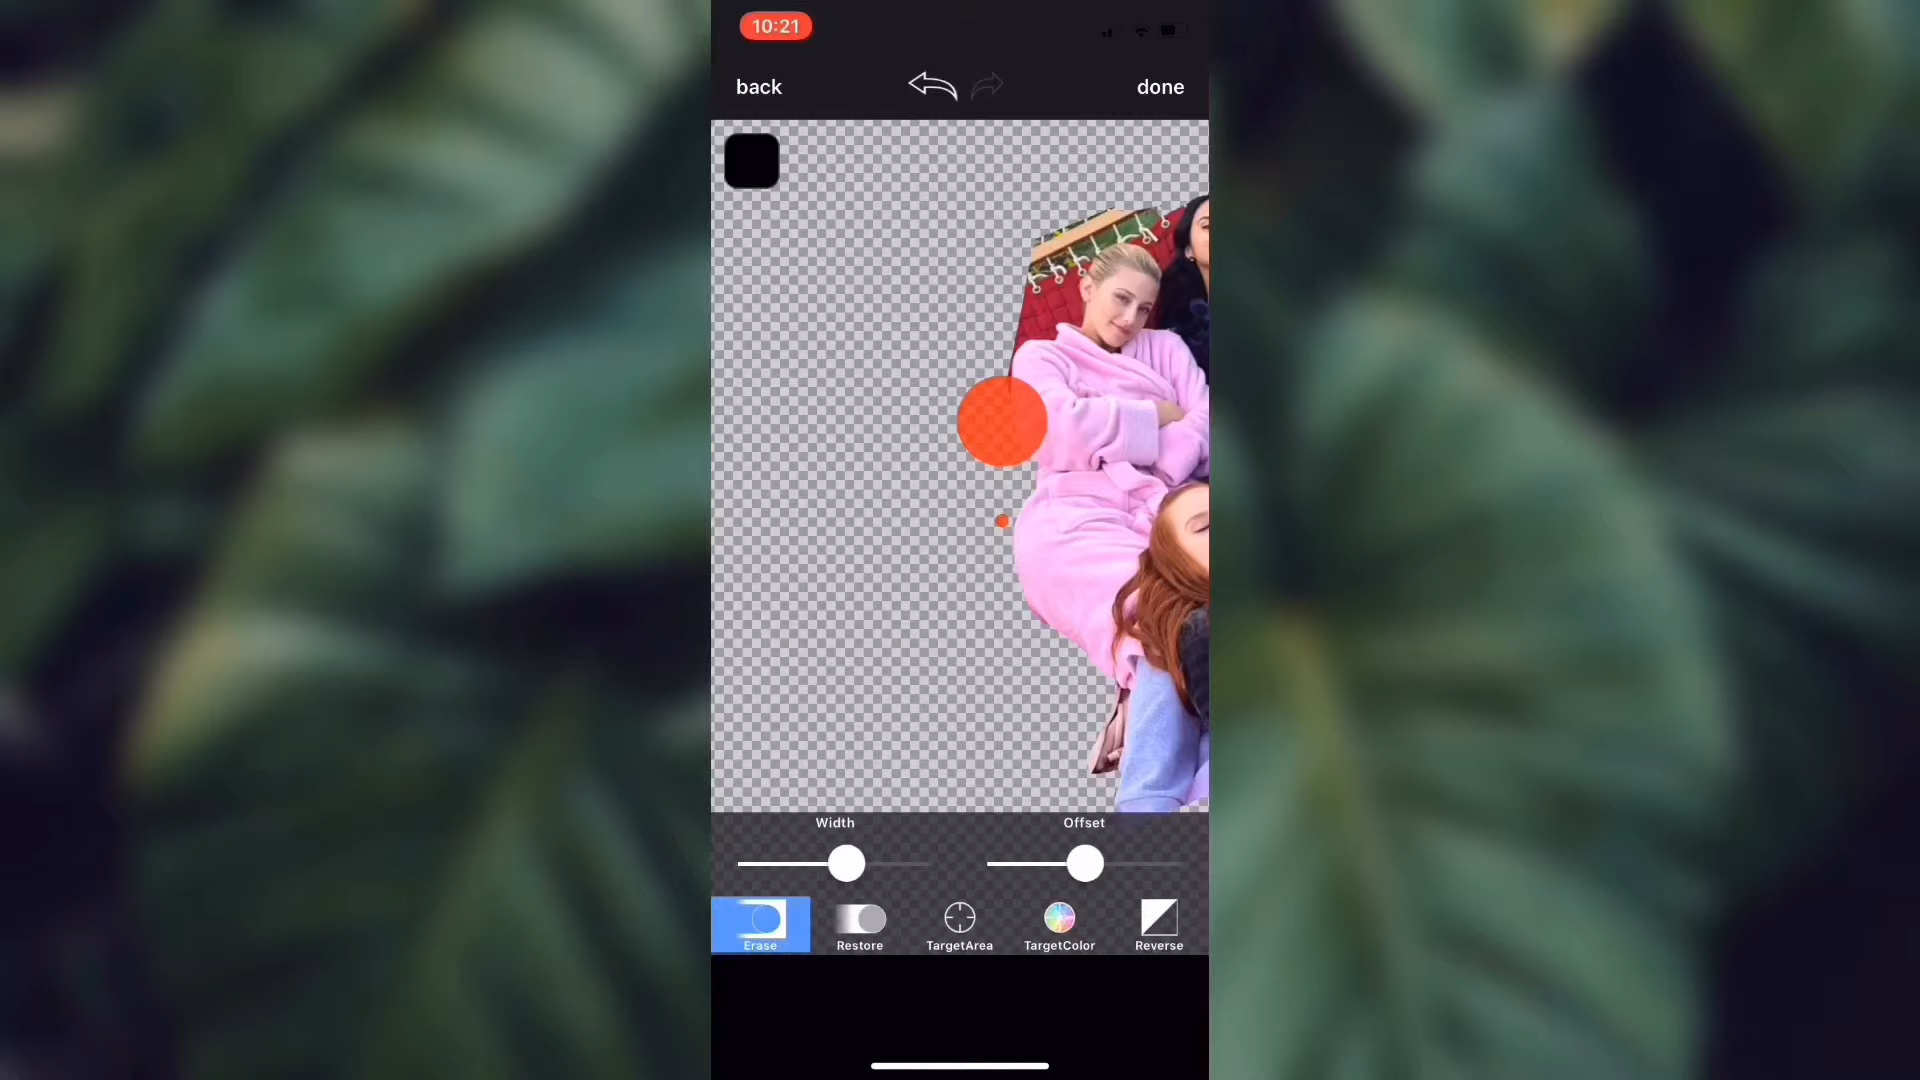 10:21
back
done
Width
Offset
Erase
Restore
TargetArea
TargetColor
Reverse